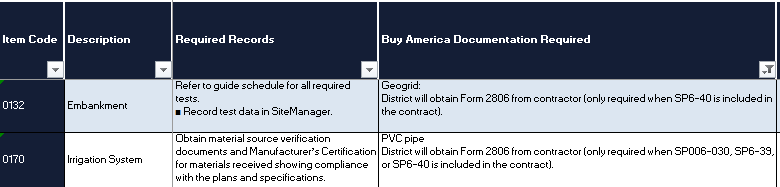 Item Code Description Required Records Buy America Documentation Required
0132 Embankment
Refer to guide schedule for all required
tests.
▪ Record test data in SiteManager.
Geogrid:
District will obtain Form 2806 from contractor (only required when SP6-40 is included in
the contract).
0170 Irrigation System
Obtain material source verification
documents and Manufacturer's Certification
for materials received showing compliance
with the plans and specifications.
PVC pipe
District will obtain Form 2806 from contractor (only required when SP006-030, SP6-39,
or SP6-40 is included in the contract).